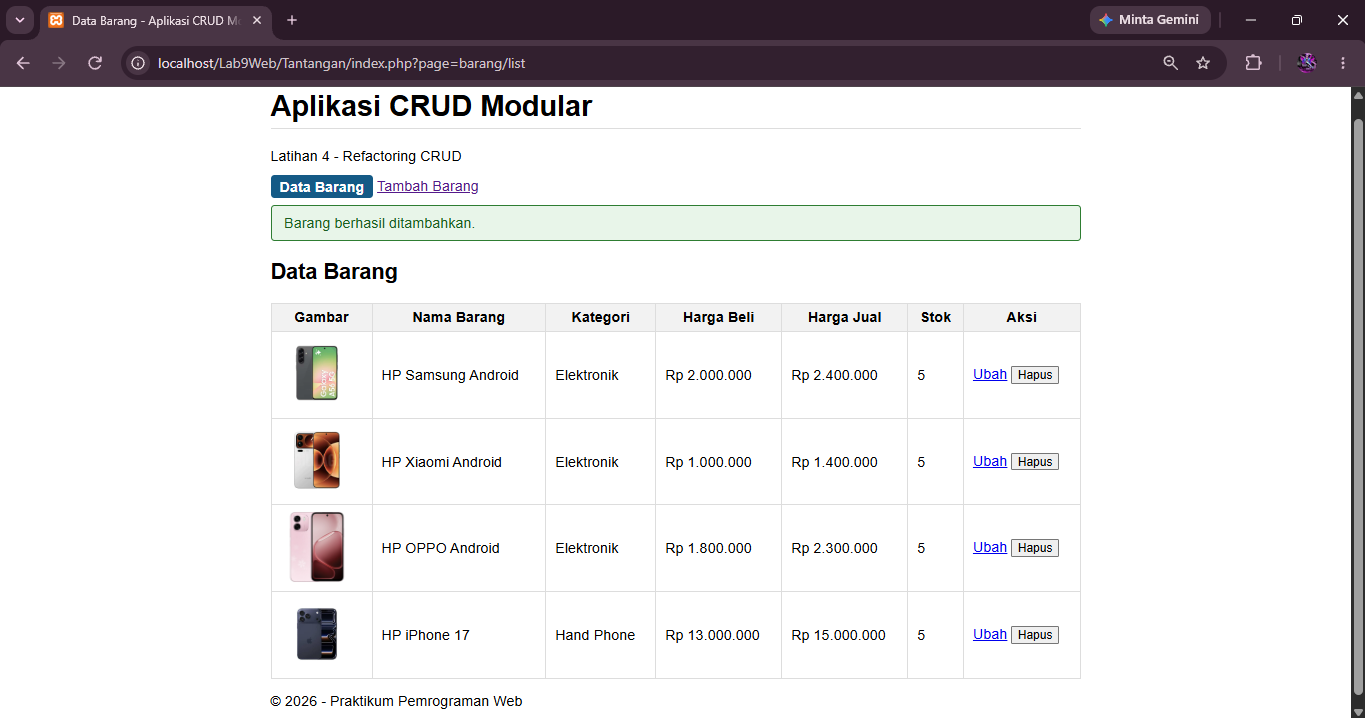 Data Barang - Aplikasi CRUD M
Minta Gemini
localhost/Lab9Web/Tantangan/index.php?page=barang/list
Aplikasi CRUD Modular
Latihan 4 - Refactoring CRUD
Data Barang Tambah Barang
Barang berhasil ditambahkan.
Data Barang
Gambar Nama Barang Kategori Harga Beli Harga Jual Stok Aksi
HP Samsung Android Elektronik Rp 2.000.000 Rp 2.400.000 5 Ubah Hapus
HP Xiaomi Android Elektronik Rp 1.000.000 Rp 1.400.000 5 Ubah Hapus
HP OPPO Android Elektronik Rp 1.800.000 Rp 2.300.000 5 Ubah Hapus
HP iPhone 17 Hand Phone Rp 13.000.000 Rp 15.000.000 5 Ubah Hapus
© 2026 - Praktikum Pemrograman Web